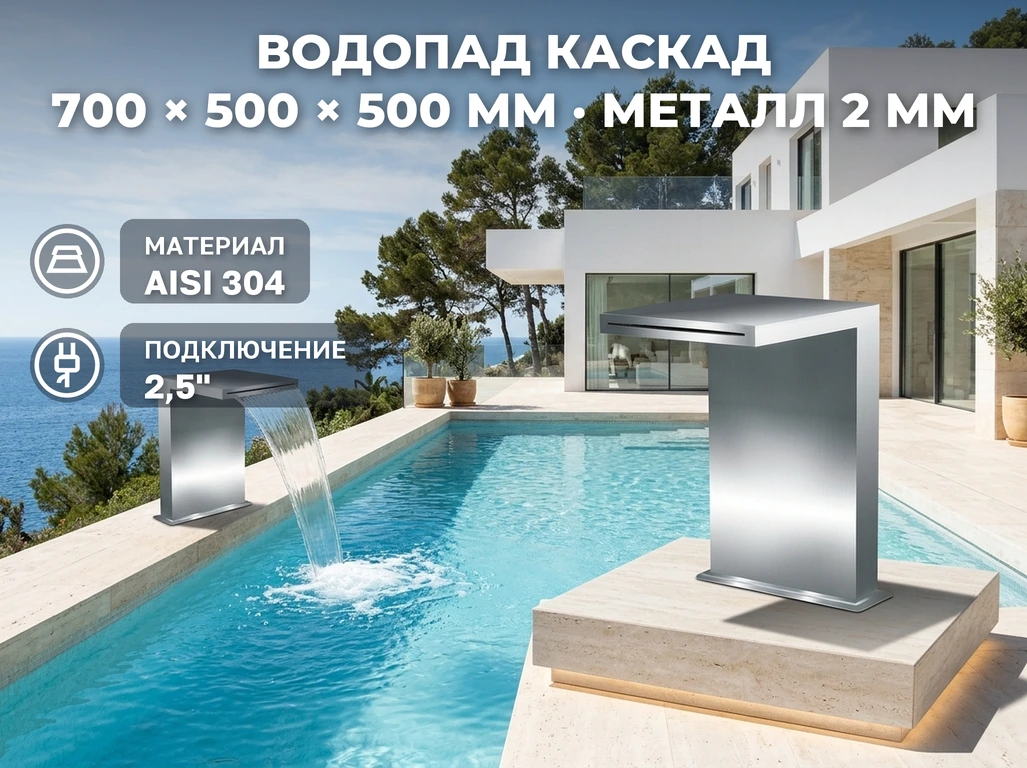 ВОДОПАД КАСКАД
700 × 500 × 500 ММ · МЕТАЛЛ 2 ММ
МАТЕРИАЛ
AISI 304
ПОДКЛЮЧЕНИЕ
2,5"